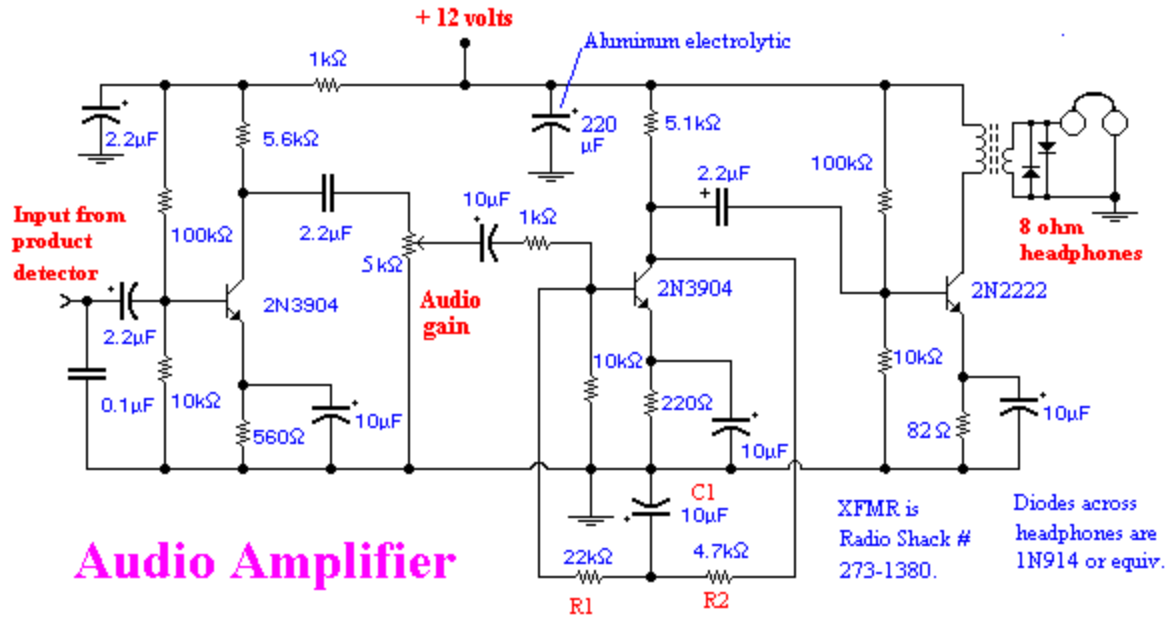 + 12 volts
Aluminum electrolytic
1kΩ
+
2.2µF
5.6kΩ
+
220
µF
5.1kΩ
100kΩ
2.2µF
+
8 ohm
headphones
Input from
product
detector
100kΩ
2.2µF
10µF
+
1kΩ
5kΩ
Audio
gain
+
2.2µF
2N3904
2N3904
2N2222
0.1µF
10kΩ
560Ω
+
10µF
10kΩ
220Ω
+
10µF
10kΩ
82 Ω
+
10µF
C1
10µF
+
22kΩ
R1
4.7kΩ
R2
XFMR is
Radio Shack #
273-1380.
Diodes across
headphones are
1N914 or equiv.
Audio Amplifier